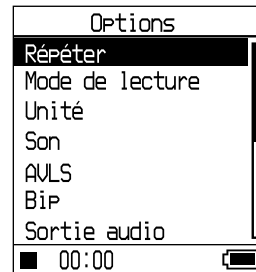 Options
Répéter
Mode de lecture
Unité
Son
AVLS
Bip
Sortie audio
00:00